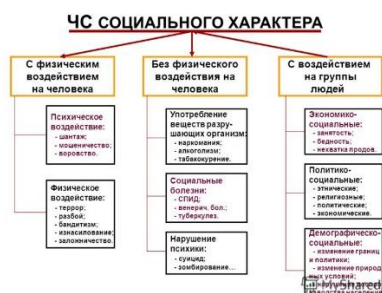 ЧС СОЦИАЛЬНОГО ХАРАКТЕРА
С физическим
воздействием
на человека
Психическое
воздействие:
- шантаж;
- мошенничество;
- воровство.
Физическое
воздействие:
- террор;
- разбой;
- бандитизм;
- изнасилование;
- заложничество.
Без физического
воздействия на
человека
Употребление
веществ разру-
шающих организм:
- наркомания;
- алкоголизм;
- табакокурение.
Социальные
болезни:
- СПИД;
- венерич. бол.;
- туберкулез.
Нарушение
психики:
- суицид;
- зомбирование...
С воздействием
на группы
людей
Экономико-
социальные:
- занятость;
- бедность;
- нехватка продов.
Политико-
социальные:
- этнические;
- религиозные;
- политические;
- экономические.
Демографическо-
социальные:
- изменение границ
и политики;
- изменение природ
ных условий;
MyShared